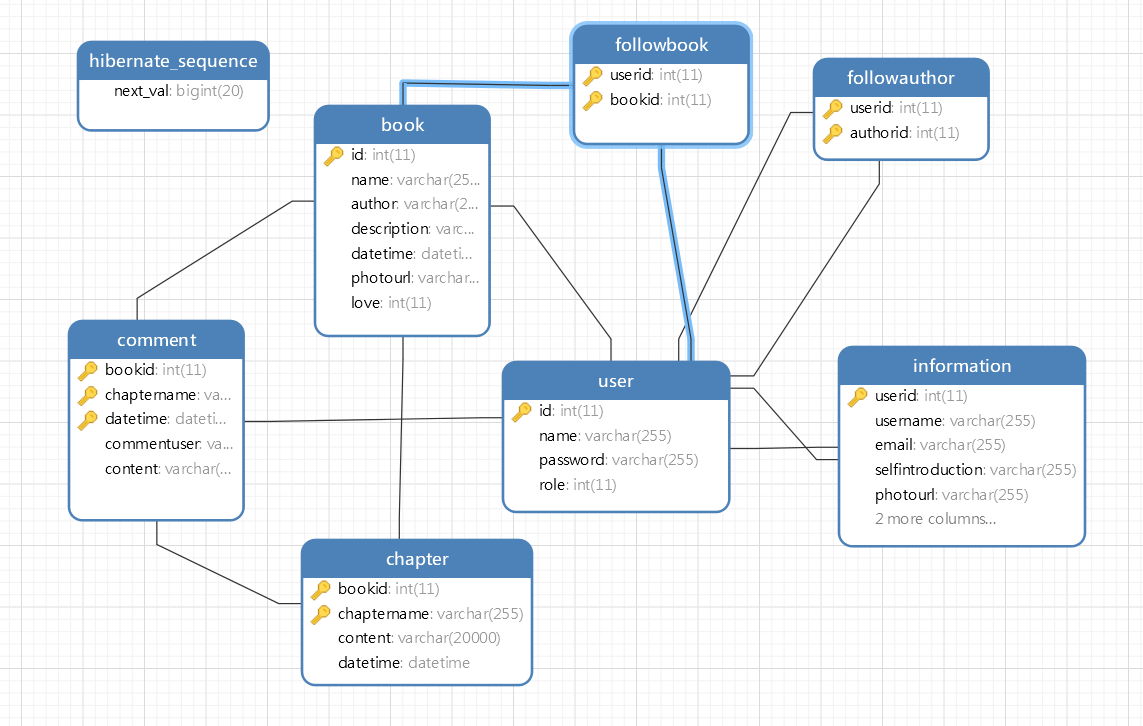 hibernate_sequence
next_val: bigint(20)
followbook
userid: int(11)
bookid: int(11)
followauthor
userid: int(11)
authorid: int(11)
book
id: int(11)
name: varchar(25...
author: varchar(2...
description: varc...
datetime: dateti...
photourl: varchar...
love: int(11)
comment
bookid: int(11)
chaptername: va...
datetime: dateti...
commentuser: va...
content: varchar(...
user
id: int(11)
name: varchar(255)
password: varchar(255)
role: int(11)
information
userid: int(11)
username: varchar(255)
email: varchar(255)
selfintroduction: varchar(255)
photourl: varchar(255)
2 more columns...
chapter
bookid: int(11)
chaptername: varchar(255)
content: varchar(20000)
datetime: datetime